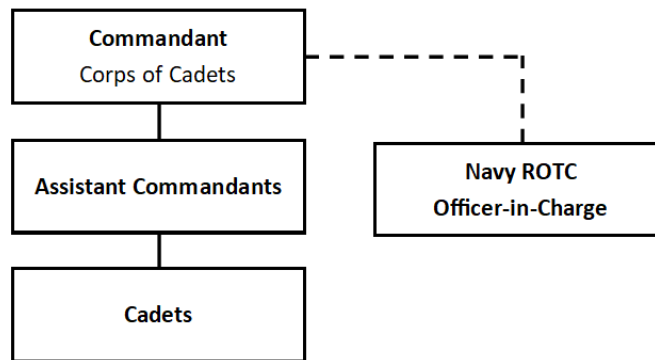 Commandant
Corps of Cadets
Assistant Commandants
Navy ROTC
Officer-in-Charge
Cadets